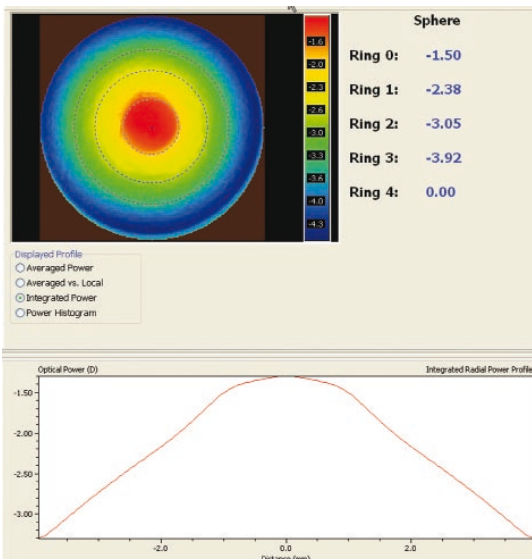 Sphere
Ring 0: -1.50
Ring 1: -2.38
Ring 2: -3.05
Ring 3: -3.92
Ring 4: 0.00
-1.6
-2.0
-2.3
-2.6
-3.0
-3.3
-3.6
-4.0
-4.3
Displayed Profile
Averaged Power
Averaged vs. Local
Integrated Power
Power Histogram
Optical Power (D) Integrated Radial Power Profile
-1.50
-2.00
-2.50
-3.00
-2.0 0.0 2.0
Distance (mm)